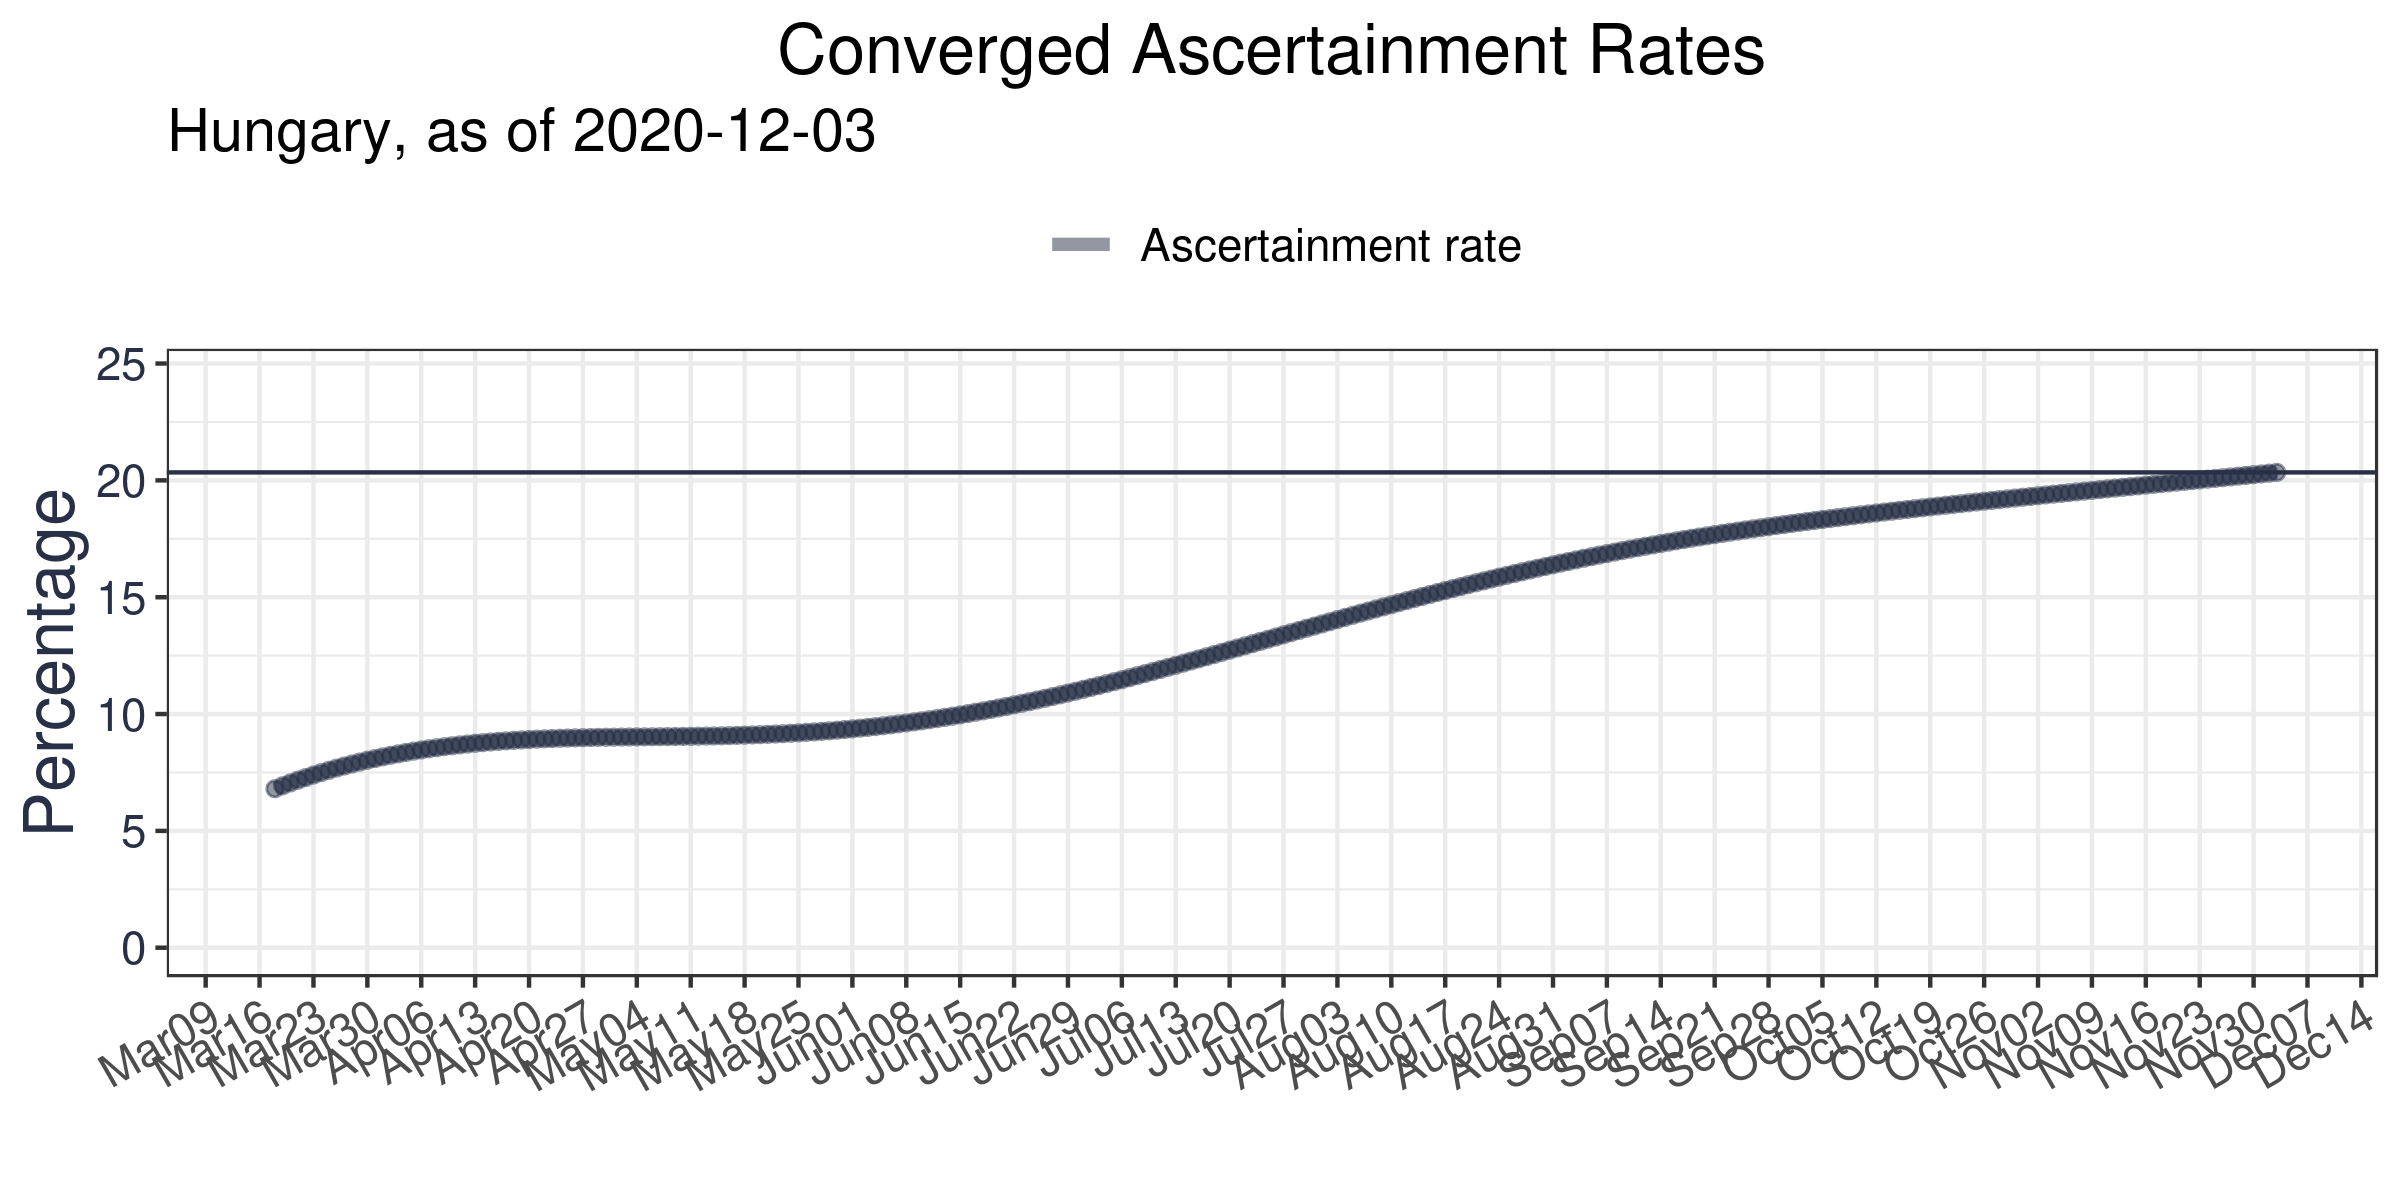 Converged Ascertainment Rates
Hungary, as of 2020-12-03
Ascertainment rate
Percentage
25
20
15
10
5
0
Mar09
Mar16
Mar23
Mar30
Apr06
Apr13
Apr20
Apr27
May04
May11
May18
May25
Jun01
Jun08
Jun15
Jun22
Jun29
Jul06
Jul13
Jul20
Jul27
Aug03
Aug10
Aug17
Aug24
Aug31
Sep07
Sep14
Sep21
Sep28
Oct05
Oct12
Oct19
Oct26
Nov02
Nov09
Nov16
Nov23
Nov30
Dec07
Dec14